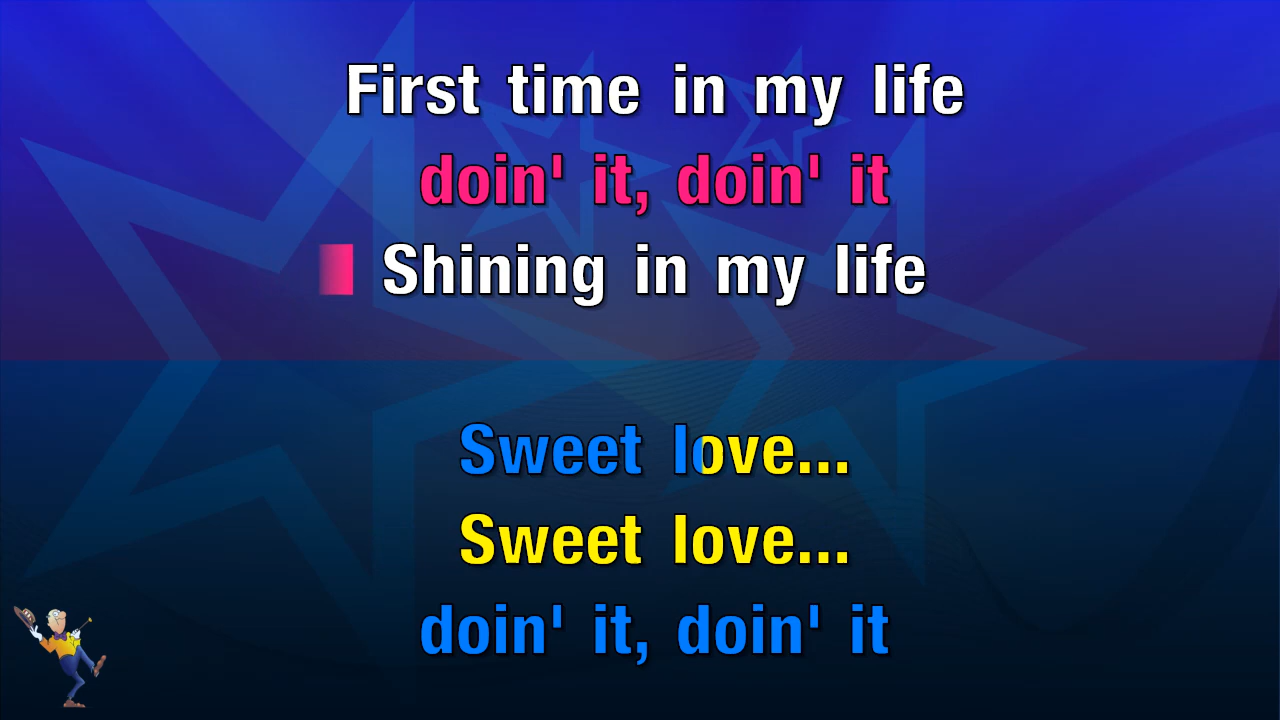 First time in my life
doin' it, doin' it
Shining in my life
Sweet love...
Sweet love...
doin' it, doin' it